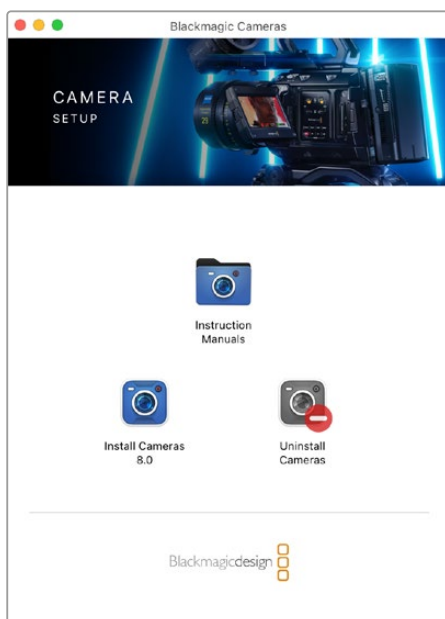 Blackmagic Cameras
CAMERA
SETUP
Instruction
Manuals
Install Cameras
8.0
Uninstall
Cameras
Blackmagicdesign